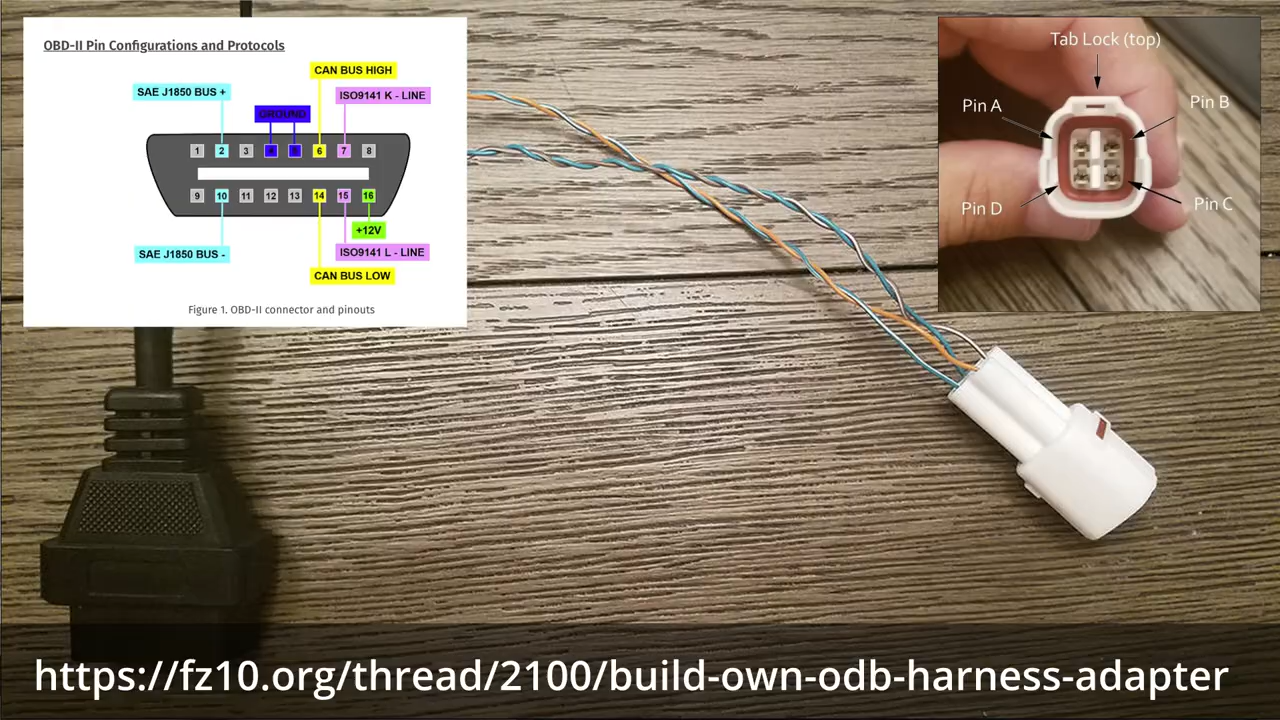 OBD-II Pin Configurations and Protocols
CAN BUS HIGH
SAE J1850 BUS +
ISO9141 K - LINE
GROUND
1 2 3 4 5 6 7 8
9 10 11 12 13 14 15 16
+12V
SAE J1850 BUS -
ISO9141 L - LINE
CAN BUS LOW
Figure 1. OBD-II connector and pinouts
Tab Lock (top)
Pin A
Pin B
Pin D
Pin C
https://fz10.org/thread/2100/build-own-odb-harness-adapter